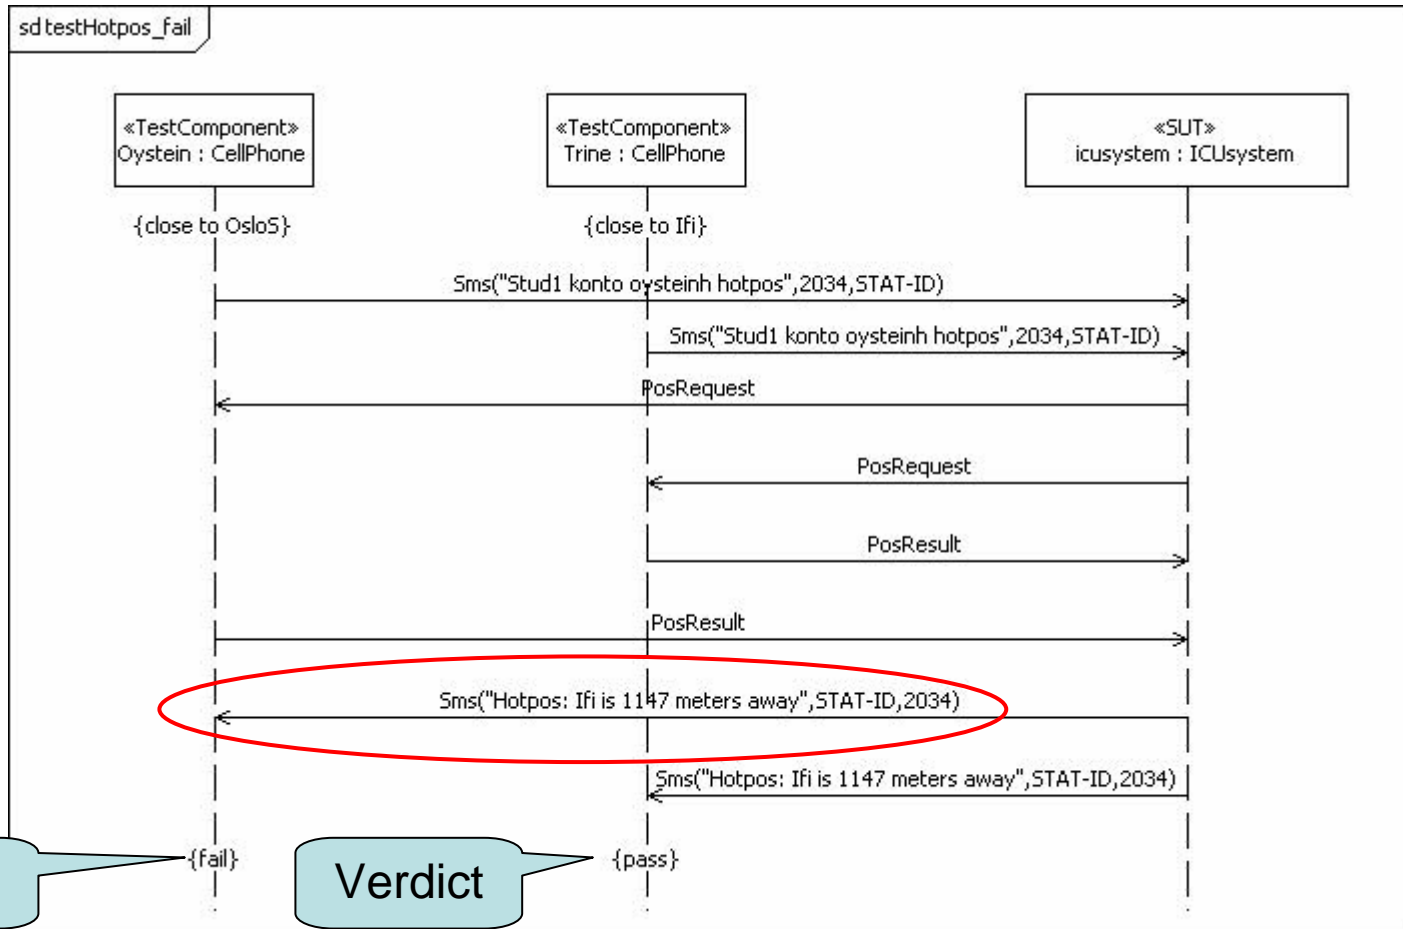 sd testHotpos_fail
«TestComponent»
Oystein : CellPhone
«TestComponent»
Trine : CellPhone
«SUT»
icusystem : ICUsystem
{close to OsloS}
{close to Ifi}
Sms("Stud1 konto oysteinh hotpos",2034,STAT-ID)
Sms("Stud1 konto oysteinh hotpos",2034,STAT-ID)
PosRequest
PosRequest
PosResult
PosResult
Sms("Hotpos: Ifi is 1147 meters away",STAT-ID,2034)
Sms("Hotpos: Ifi is 1147 meters away",STAT-ID,2034)
{fail}
Verdict
{pass}